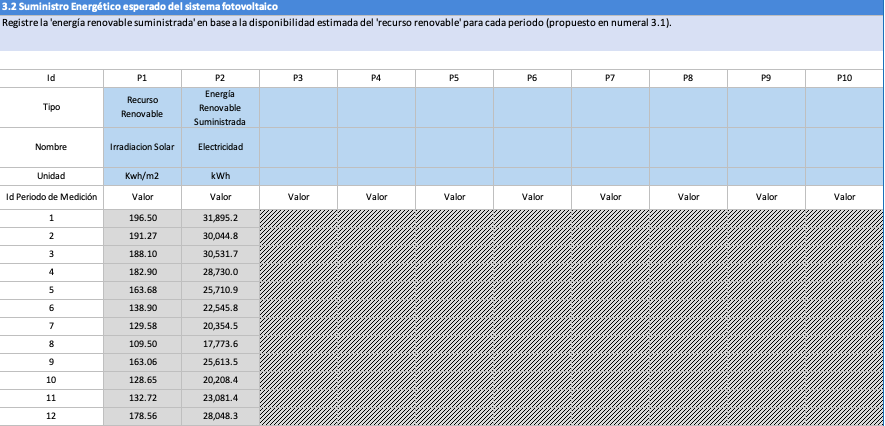 3.2 Suministro Energético esperado del sistema fotovoltaico
Registre la 'energía renovable suministrada' en base a la disponibilidad estimada del 'recurso renovable' para cada periodo (propuesto en numeral 3.1).
Id P1 P2 P3 P4 P5 P6 P7 P8 P9 P10
Tipo Recurso Renovable Energía Renovable Suministrada
Nombre Irradiacion Solar Electricidad
Unidad Kwh/m2 kWh
Id Periodo de Medición Valor Valor Valor Valor Valor Valor Valor Valor Valor Valor
1 196.50 31,895.2
2 191.27 30,044.8
3 188.10 30,531.7
4 182.90 28,730.0
5 163.68 25,710.9
6 138.90 22,545.8
7 129.58 20,354.5
8 109.50 17,773.6
9 163.06 25,613.5
10 128.65 20,208.4
11 132.72 23,081.4
12 178.56 28,048.3